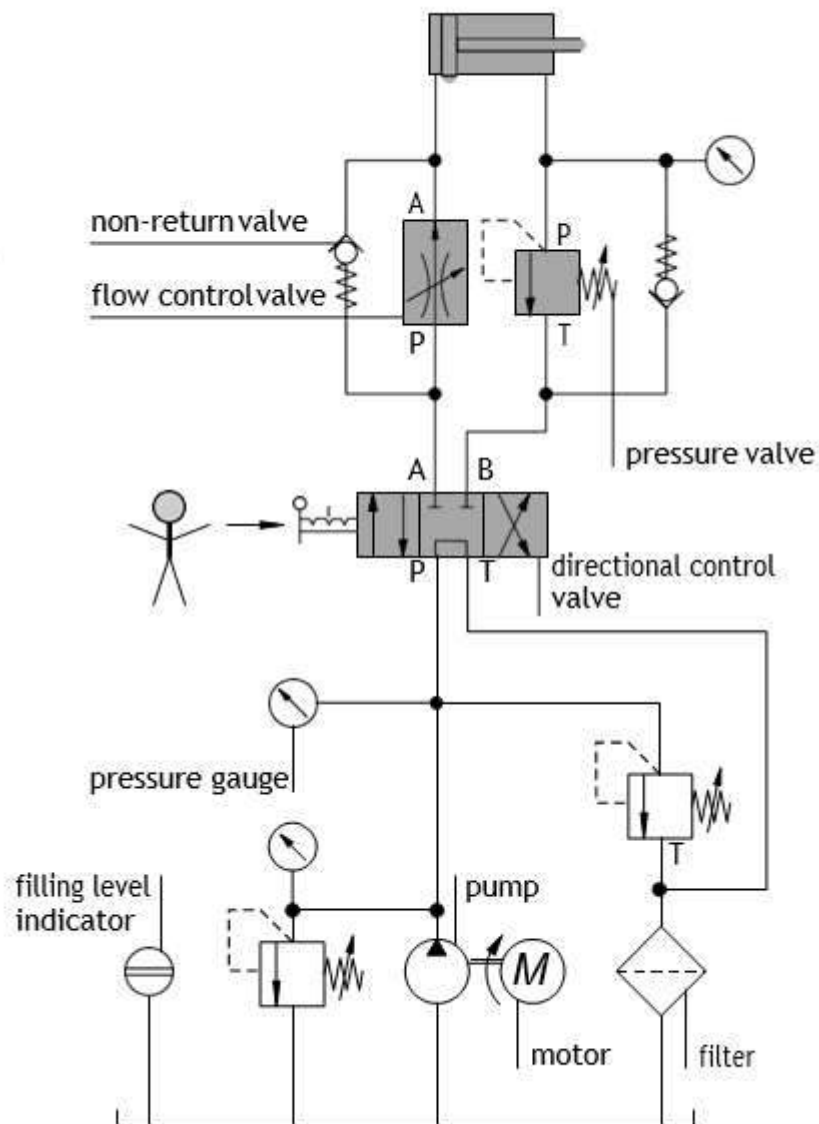 A
non-return valve
P
flow control valve
P
T
pressure valve
A
B
P
T
directional control
valve
pressure gauge
T
filling level
indicator
pump
M
motor
filter